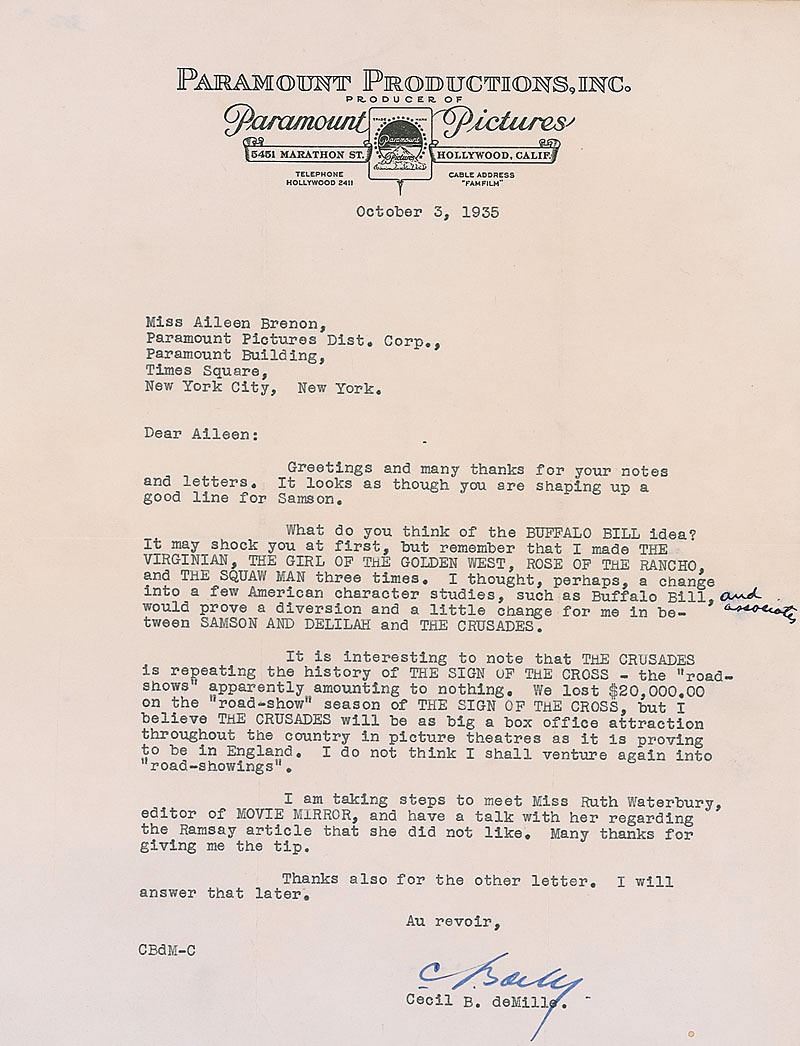 PARAMOUNT PRODUCTIONS, INC.
PRODUCER OF
Paramount Pictures
5451 MARATHON ST. HOLLYWOOD, CALIF.
TELEPHONE
HOLLYWOOD 2411
CABLE ADDRESS
"FAMFILM"
Paramount
Pictures
October 3, 1935
Miss Aileen Brenon,
Paramount Pictures Dist. Corp.,
Paramount Building,
Times Square,
New York City, New York.
Dear Aileen:
Greetings and many thanks for your notes
and letters. It looks as though you are shaping up a
good line for Samson.
What do you think of the BUFFALO BILL idea?
It may shock you at first, but remember that I made THE
VIRGINIAN, THE GIRL OF THE GOLDEN WEST, ROSE OF THE RANCHO,
and THE SQUAW MAN three times. I thought, perhaps, a change
into a few American character studies, such as Buffalo Bill, and associates,
would prove a diversion and a little change for me in be-
tween SAMSON AND DELILAH and THE CRUSADES.
It is interesting to note that THE CRUSADES
is repeating the history of THE SIGN OF THE CROSS - the "road-
shows" apparently amounting to nothing. We lost $20,000.00
on the "road-show" season of THE SIGN OF THE CROSS, but I
believe THE CRUSADES will be as big a box office attraction
throughout the country in picture theatres as it is proving
to be in England. I do not think I shall venture again into
"road-showings".
I am taking steps to meet Miss Ruth Waterbury,
editor of MOVIE MIRROR, and have a talk with her regarding
the Ramsay article that she did not like. Many thanks for
giving me the tip.
Thanks also for the other letter. I will
answer that later.
Au revoir,
CBdM-C
Cecil B. deMille.